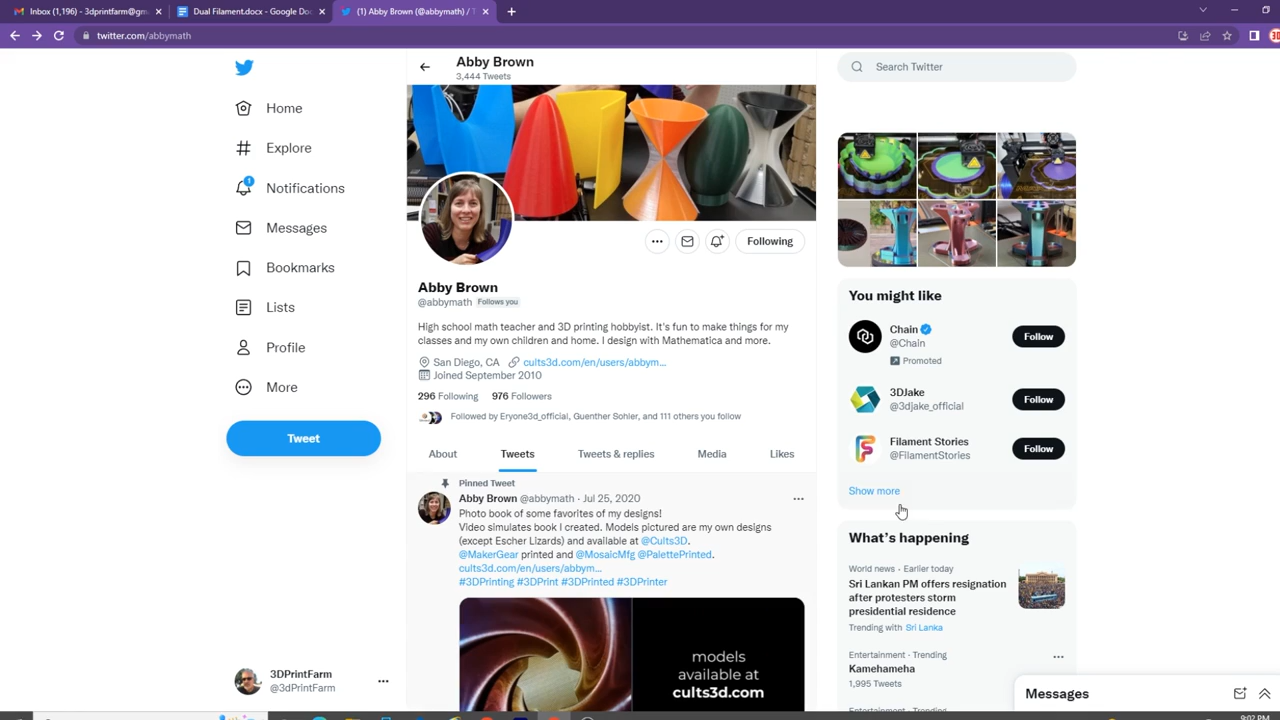 Inbox (1,196) - 3dprintfarm@gm
Dual Filament.docx - Google Doc
(1) Abby Brown (@abbymath) / T
twitter.com/abbymath
Home
Explore
1
Notifications
Messages
Bookmarks
Lists
Profile
More
Tweet
3DPrintFarm
@3dPrintFarm
Abby Brown
3,444 Tweets
Following
Abby Brown
@abbymath Follows you
High school math teacher and 3D printing hobbyist. It's fun to make things for my
classes and my own children and home. I design with Mathematica and more.
San Diego, CA cults3d.com/en/users/abbym...
Joined September 2010
296 Following 976 Followers
Followed by Eryone3d_official, Guenther Sohler, and 111 others you follow
About Tweets Tweets & replies Media Likes
Pinned Tweet
Abby Brown @abbymath · Jul 25, 2020
Photo book of some favorites of my designs!
Video simulates book I created. Models pictured are my own designs
(except Escher Lizards) and available at @Cults3D.
@MakerGear printed and @MosaicMfg @PalettePrinted.
cults3d.com/en/users/abbym...
#3DPrinting #3DPrint #3DPrinted #3DPrinter
models
available at
cults3d.com
Search Twitter
You might like
Chain
@Chain
Promoted
Follow
3DJake
@3djake_official
Follow
Filament Stories
@FilamentStories
Follow
Show more
What's happening
World news · Earlier today
Sri Lankan PM offers resignation
after protesters storm
presidential residence
Trending with Sri Lanka
Entertainment · Trending
Kamehameha
1,995 Tweets
Messages